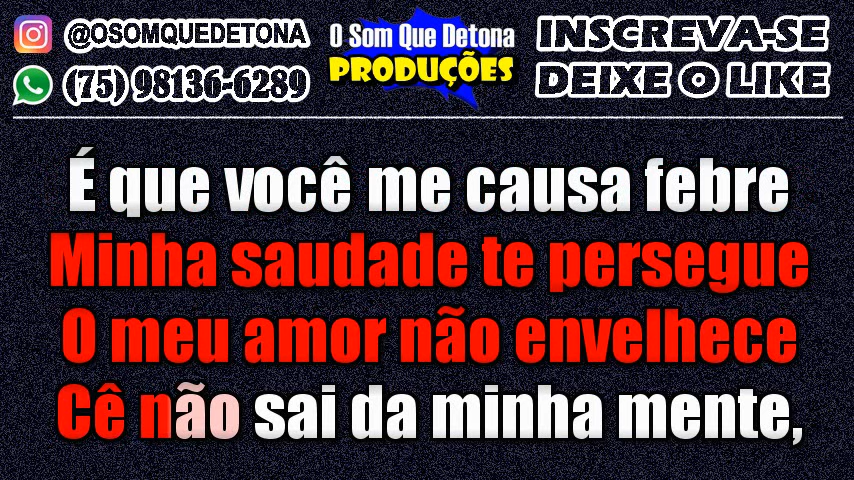 @OSOMQUEDETONA
(75) 98136-6289
O Som Que Detona
PRODUÇÕES
INSCREVA-SE
DEIXE O LIKE
É que você me causa febre
Minha saudade te persegue
O meu amor não envelhece
Cê não sai da minha mente,